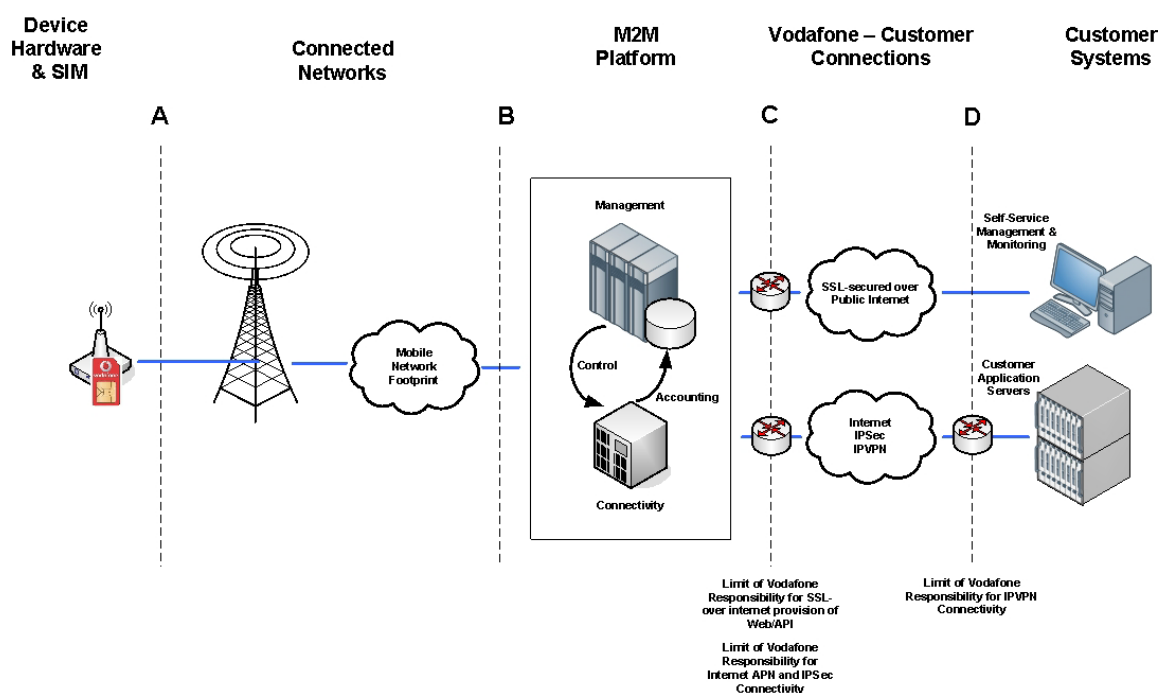 Device
Hardware
& SIM
Connected
Networks
M2M
Platform
Vodafone – Customer
Connections
Customer
Systems
A
B
C
D
Management
Self-Service
Management &
Monitoring
SSL-secured over
Public Internet
vodafone
Mobile
Network
Footprint
Control
Accounting
Customer
Application
Servers
Internet
IPSec
IPVPN
Connectivity
Limit of Vodafone
Responsibility for SSL-
over internet provision of
Web/API
Limit of Vodafone
Responsibility for IPVPN
Connectivity
Limit of Vodafone
Responsibility for
Internet APN and IPSec
Connectivity